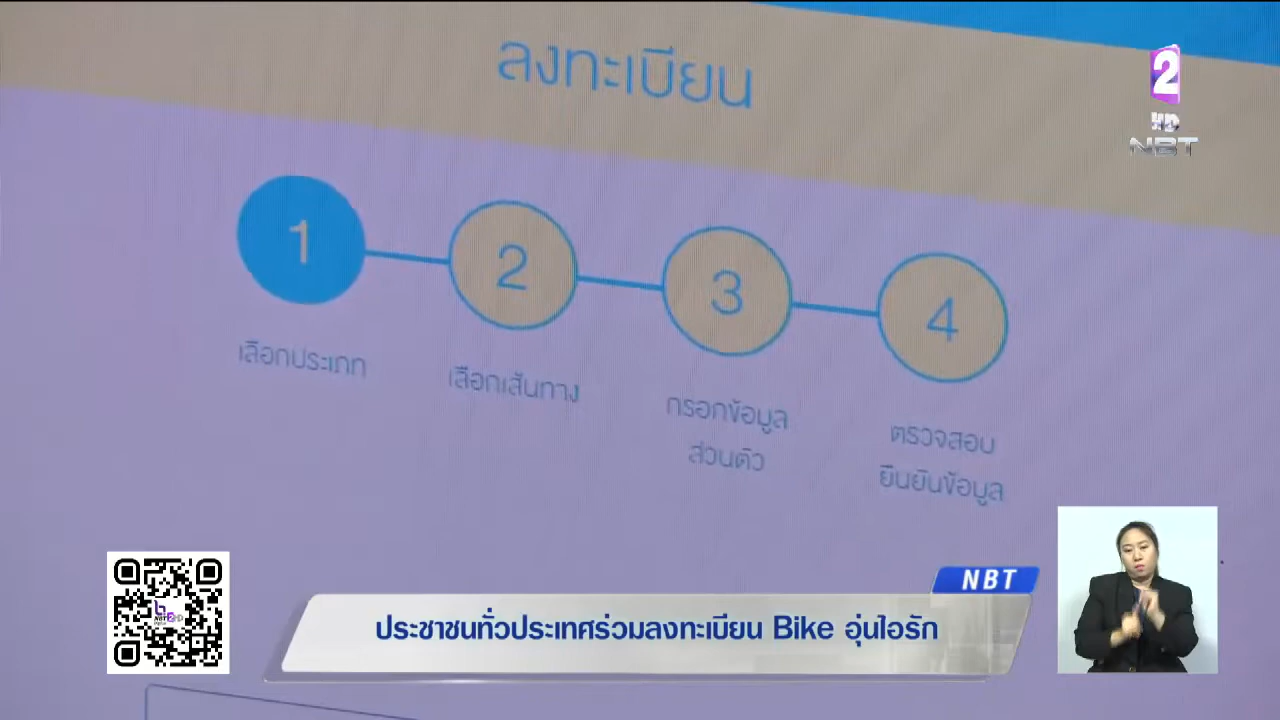 ลงทะเบียน
2
HD
NBT
1
2
3
4
เลือกประเภท
เลือกเส้นทาง
กรอกข้อมูล
ส่วนตัว
ตรวจสอบ
ยืนยันข้อมูล
NBT
ประชาชนทั่วประเทศร่วมลงทะเบียน Bike อุ่นไอรัก